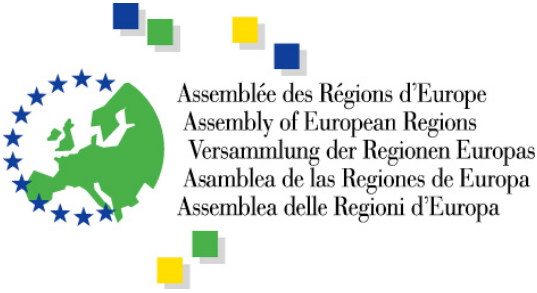 Assemblée des Régions d'Europe
Assembly of European Regions
Versammlung der Regionen Europas
Asamblea de las Regiones de Europa
Assemblea delle Regioni d'Europa